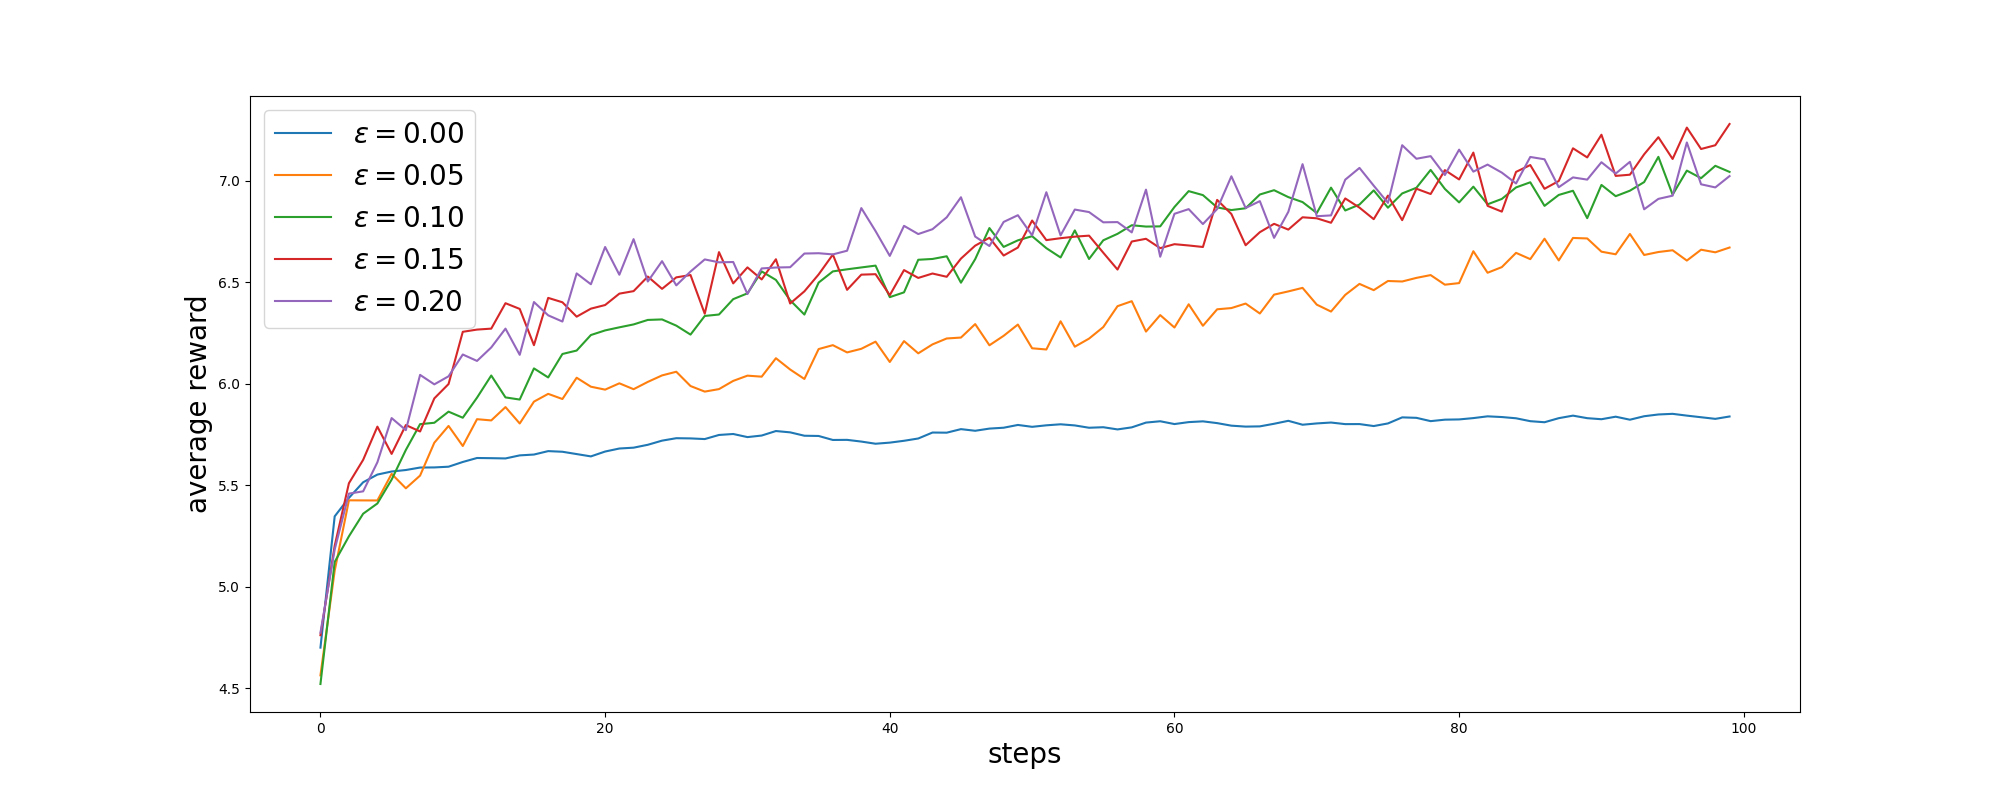 ε = 0.00
ε = 0.05
ε = 0.10
ε = 0.15
ε = 0.20
average reward
7.0
6.5
6.0
5.5
5.0
4.5
0 20 40 60 80 100
steps